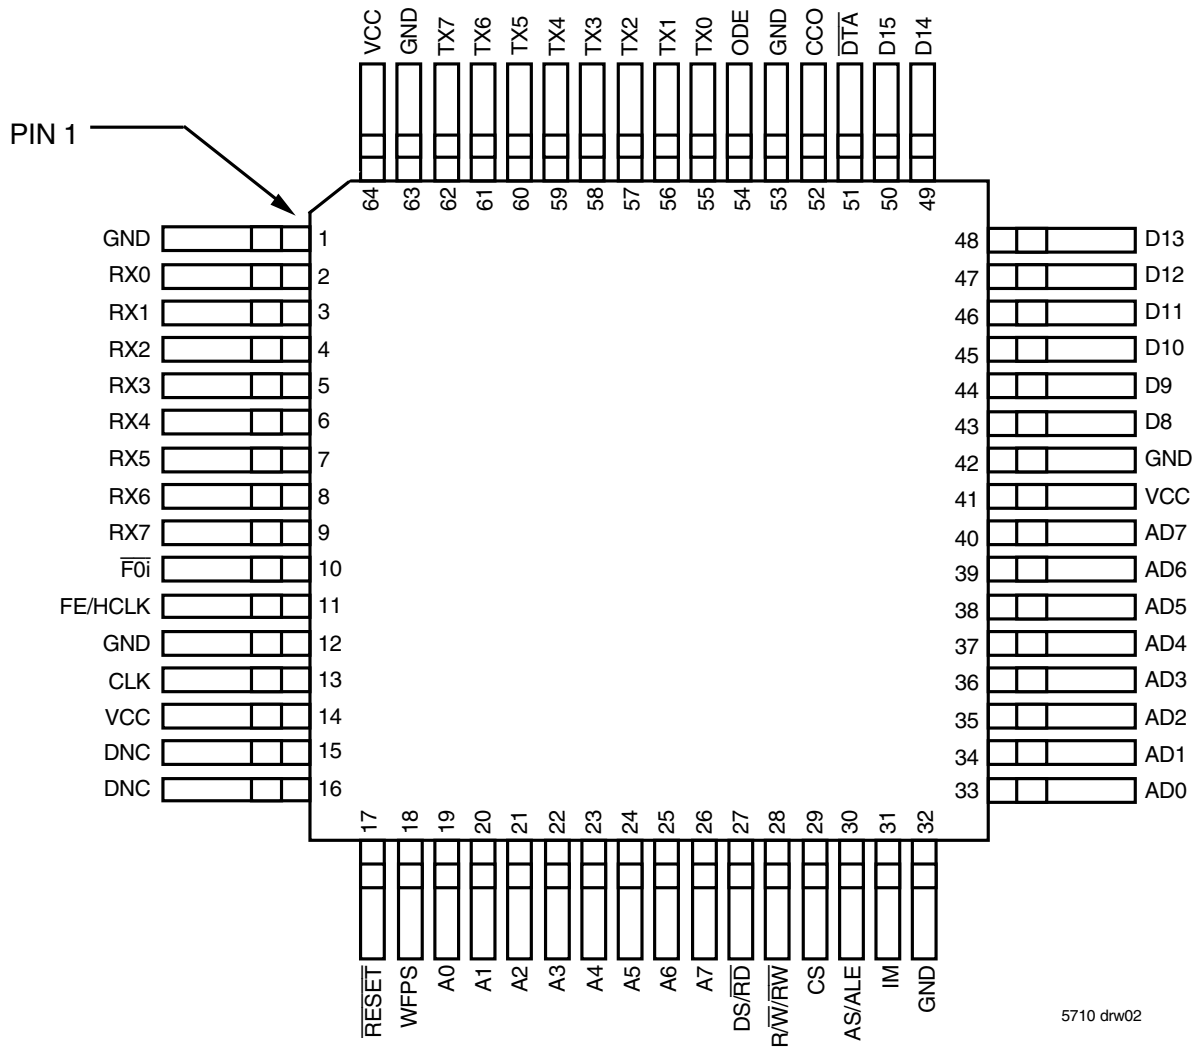 VCC
GND
TX7
TX6
TX5
TX4
TX3
TX2
TX1
TX0
ODE
GND
CCO
D̅T̅A̅
D15
D14
PIN 1
64
63
62
61
60
59
58
57
56
55
54
53
52
51
50
49
GND 1
RX0 2
RX1 3
RX2 4
RX3 5
RX4 6
RX5 7
RX6 8
RX7 9
F̅0̅i̅ 10
FE/HCLK 11
GND 12
CLK 13
VCC 14
DNC 15
DNC 16
48 D13
47 D12
46 D11
45 D10
44 D9
43 D8
42 GND
41 VCC
40 AD7
39 AD6
38 AD5
37 AD4
36 AD3
35 AD2
34 AD1
33 AD0
17
18
19
20
21
22
23
24
25
26
27
28
29
30
31
32
R̅E̅S̅E̅T̅
WFPS
A0
A1
A2
A3
A4
A5
A6
A7
DS/R̅D̅
R/W̅/R̅W̅
CS
AS/ALE
IM
GND
5710 drw02